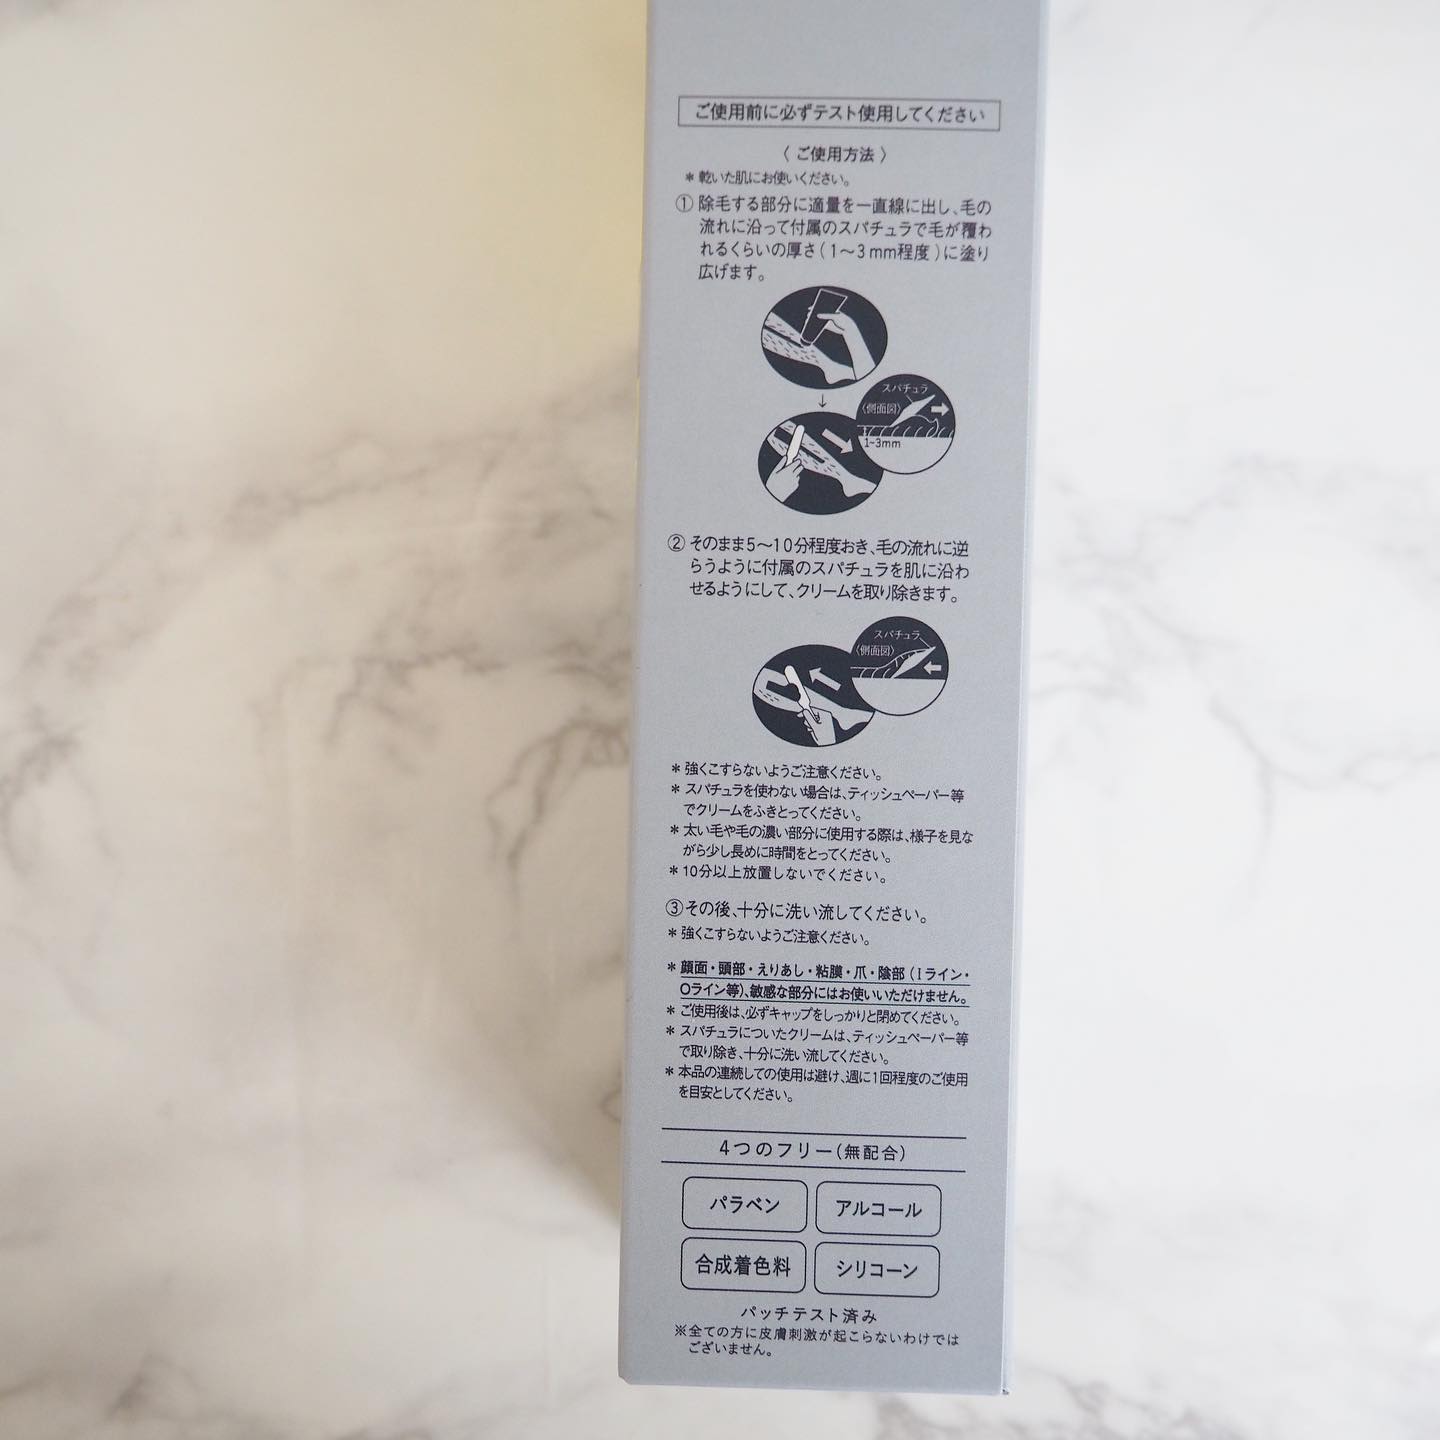 ご使用前に必ずテスト使用してください
〈ご使用方法〉
＊乾いた肌にお使いください。
①除毛する部分に適量を一直線に出し、毛の
流れに沿って付属のスパチュラで毛が覆わ
れるくらいの厚さ（1～3mm程度）に塗り
広げます。
スパチュラ
〈側面図〉
1~3mm
②そのまま5～10分程度おき、毛の流れに逆
らうように付属のスパチュラを肌に沿わ
せるようにして、クリームを取り除きます。
スパチュラ
〈側面図〉
＊強くこすらないようご注意ください。
＊スパチュラを使わない場合は、ティッシュペーパー等
でクリームをふきとってください。
＊太い毛や毛の濃い部分に使用する際は、様子を見な
がら少し長めに時間をとってください。
＊10分以上放置しないでください。
③その後、十分に洗い流してください。
＊強くこすらないようご注意ください。
＊顔面・頭部・えりあし・粘膜・爪・陰部（Iライン・
Oライン等）、敏感な部分にはお使いいただけません。
＊ご使用後は、必ずキャップをしっかりと閉めてください。
＊スパチュラについたクリームは、ティッシュペーパー等
で取り除き、十分に洗い流してください。
＊本品の連続しての使用は避け、週に1回程度のご使用
を目安としてください。
4つのフリー（無配合）
パラベン アルコール
合成着色料 シリコーン
パッチテスト済み
※全ての方に皮膚刺激が起こらないわけでは
ございません。